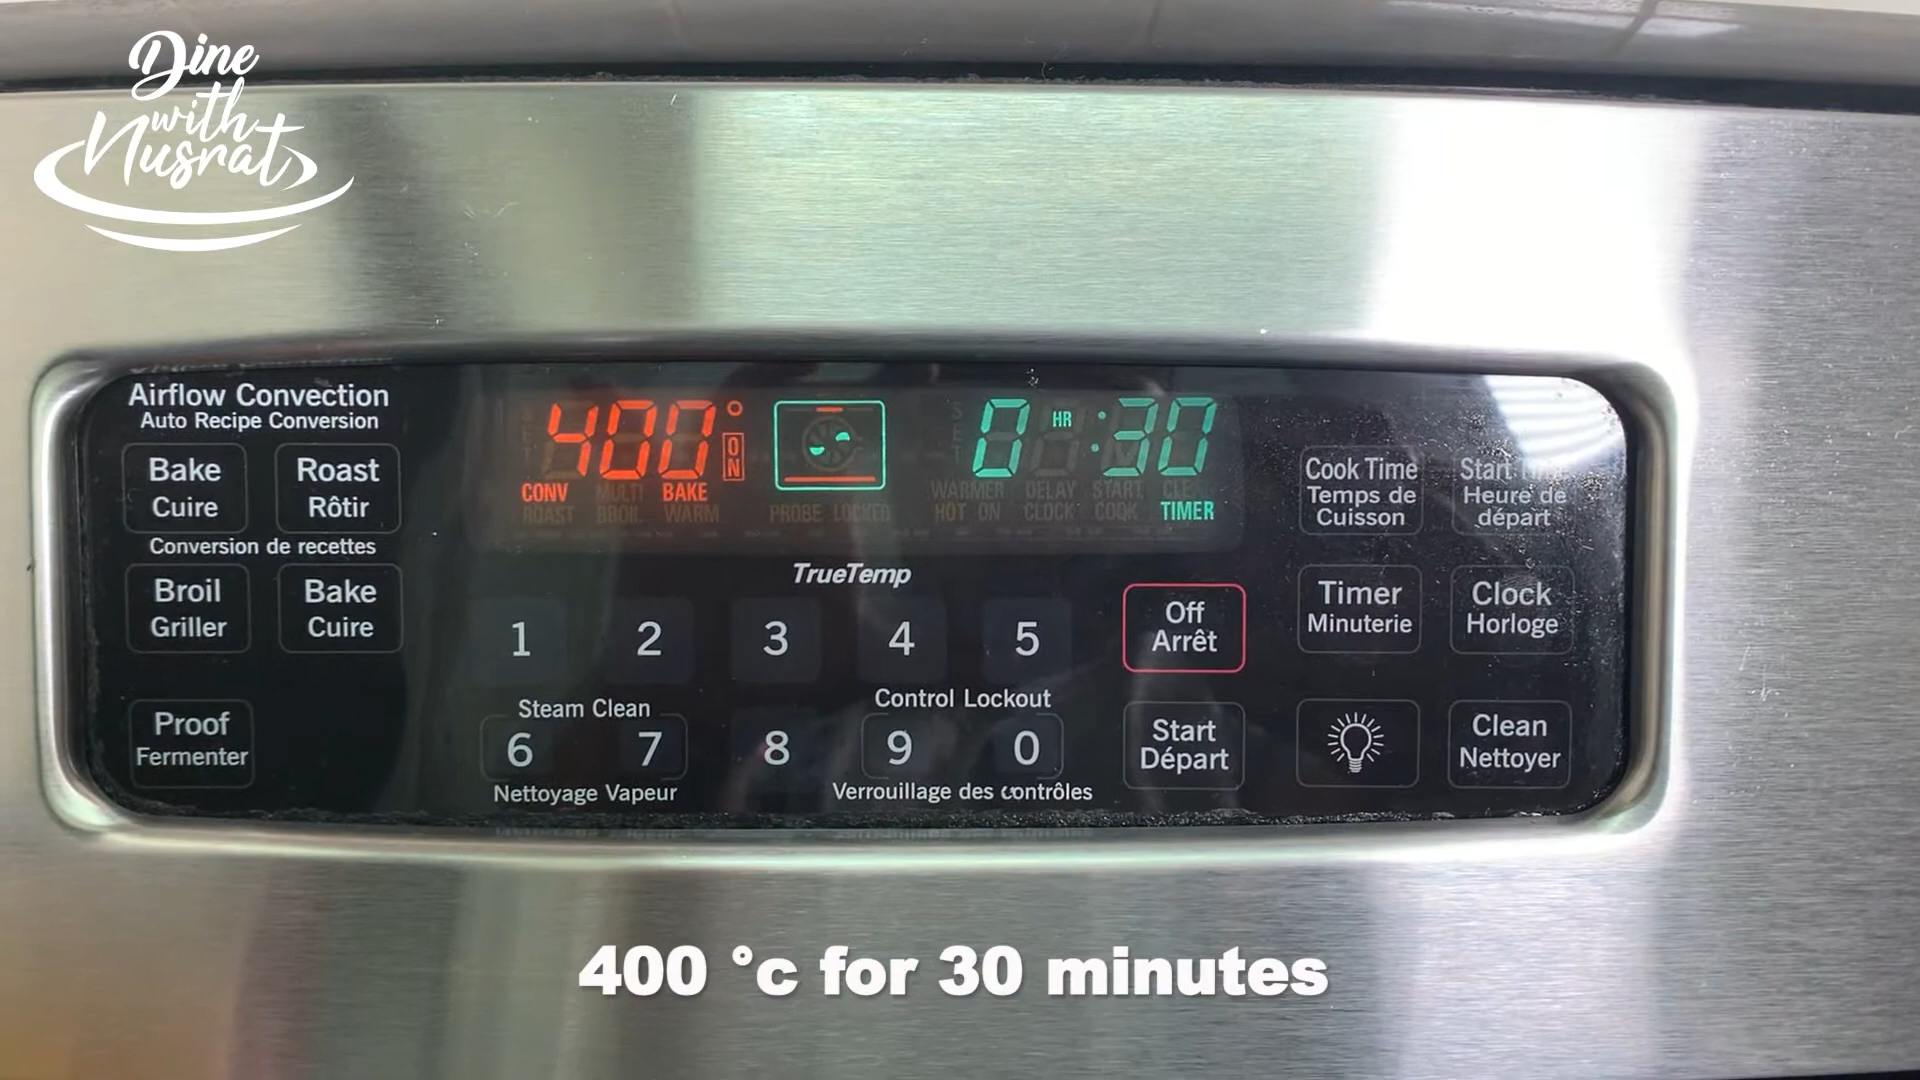 Dine
with
Nusrat
Airflow Convection
Auto Recipe Conversion
Bake
Cuire
Roast
Rôtir
Conversion de recettes
Broil
Griller
Bake
Cuire
Proof
Fermenter
400°
ON
CONV MULTI BAKE
ROAST BROIL WARM
PROBE LOCKED
SET
0 HR :30
WARMER DELAY START
HOT ON CLOCK COOK TIMER
TrueTemp
1 2 3 4 5
Steam Clean
Control Lockout
6 7 8 9 0
Nettoyage Vapeur
Verrouillage des contrôles
Off
Arrêt
Start
Départ
Cook Time
Temps de
Cuisson
Start Time
Heure de
départ
Timer
Minuterie
Clock
Horloge
Clean
Nettoyer
400 °c for 30 minutes